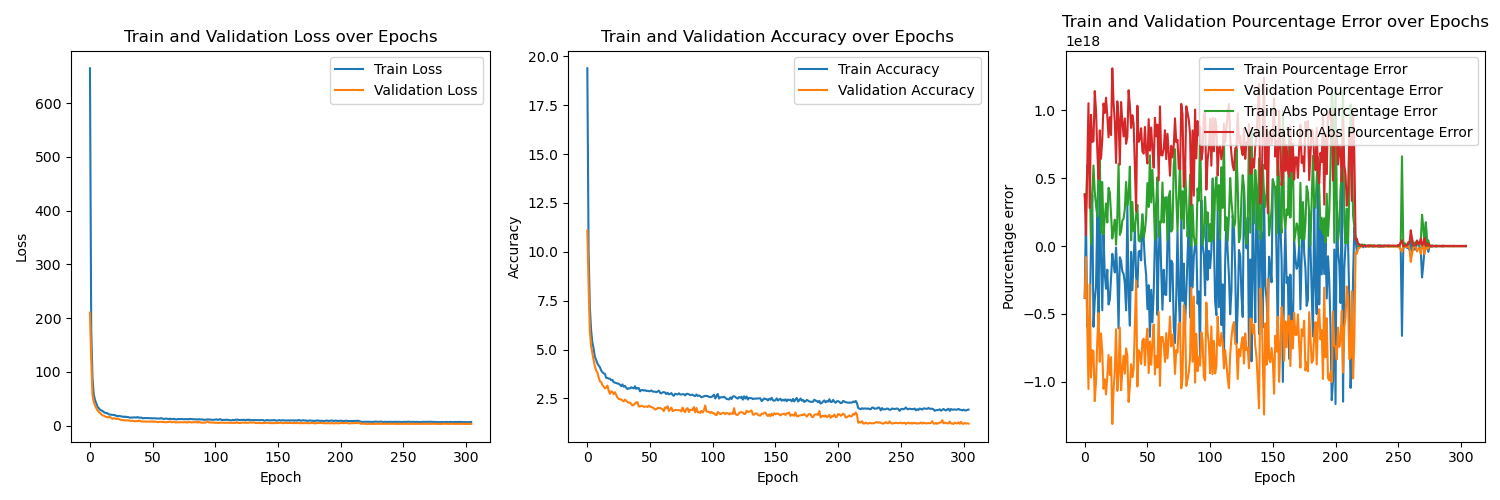 Train and Validation Loss over Epochs
Train Loss
Validation Loss
600
500
400
300
200
100
0
Loss
0 50 100 150 200 250 300
Epoch
Train and Validation Accuracy over Epochs
Train Accuracy
Validation Accuracy
20.0
17.5
15.0
12.5
10.0
7.5
5.0
2.5
Accuracy
0 50 100 150 200 250 300
Epoch
Train and Validation Pourcentage Error over Epochs
1e18
Train Pourcentage Error
Validation Pourcentage Error
Train Abs Pourcentage Error
Validation Abs Pourcentage Error
1.0
0.5
0.0
−0.5
−1.0
Pourcentage error
0 50 100 150 200 250 300
Epoch